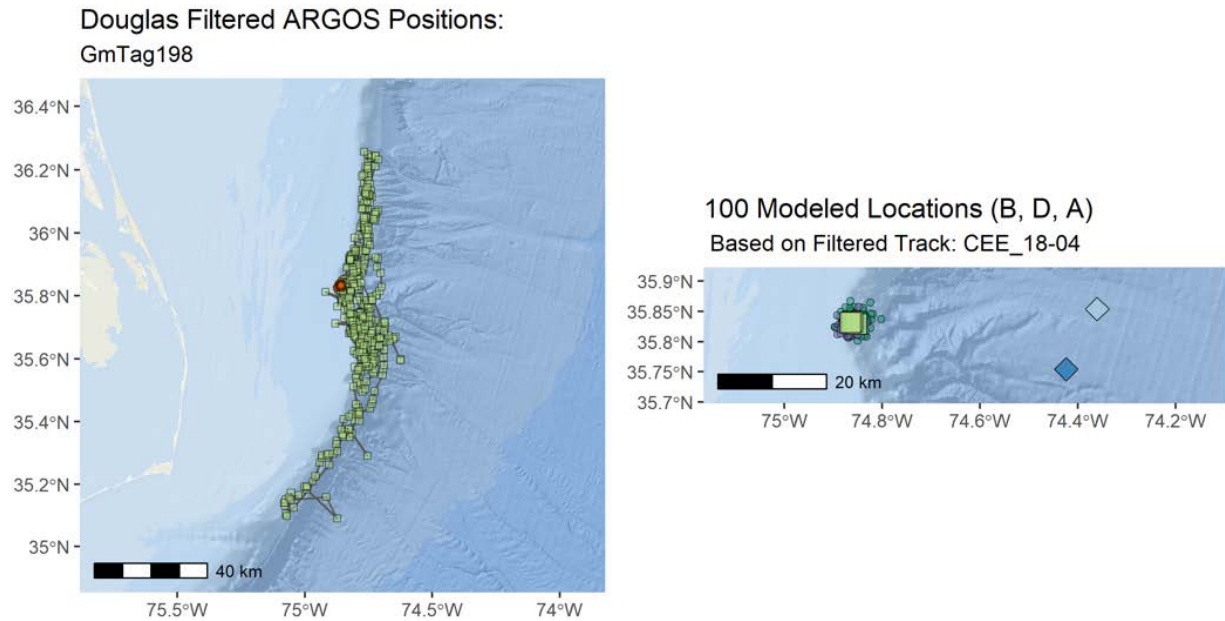 Douglas Filtered ARGOS Positions:
GmTag198
36.4°N
36.2°N
36°N
35.8°N
35.6°N
35.4°N
35.2°N
35°N
40 km
75.5°W
75°W
74.5°W
74°W
100 Modeled Locations (B, D, A)
Based on Filtered Track: CEE_18-04
35.9°N
35.85°N
35.8°N
35.75°N
35.7°N
20 km
75°W
74.8°W
74.6°W
74.4°W
74.2°W